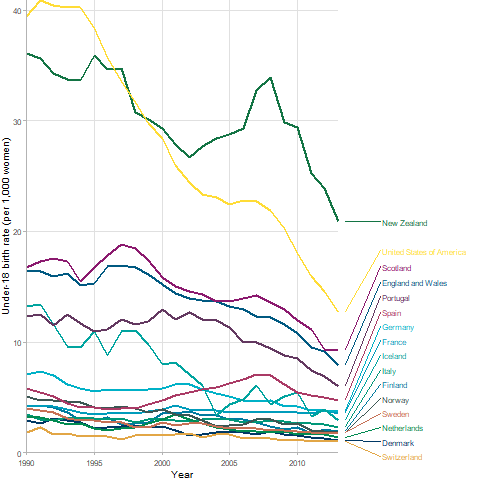 Under-18 birth rate (per 1,000 women)
40
30
20
10
0
1990
1995
2000
2005
2010
Year
New Zealand
United States of America
Scotland
England and Wales
Portugal
Spain
Germany
France
Iceland
Italy
Finland
Norway
Sweden
Netherlands
Denmark
Switzerland